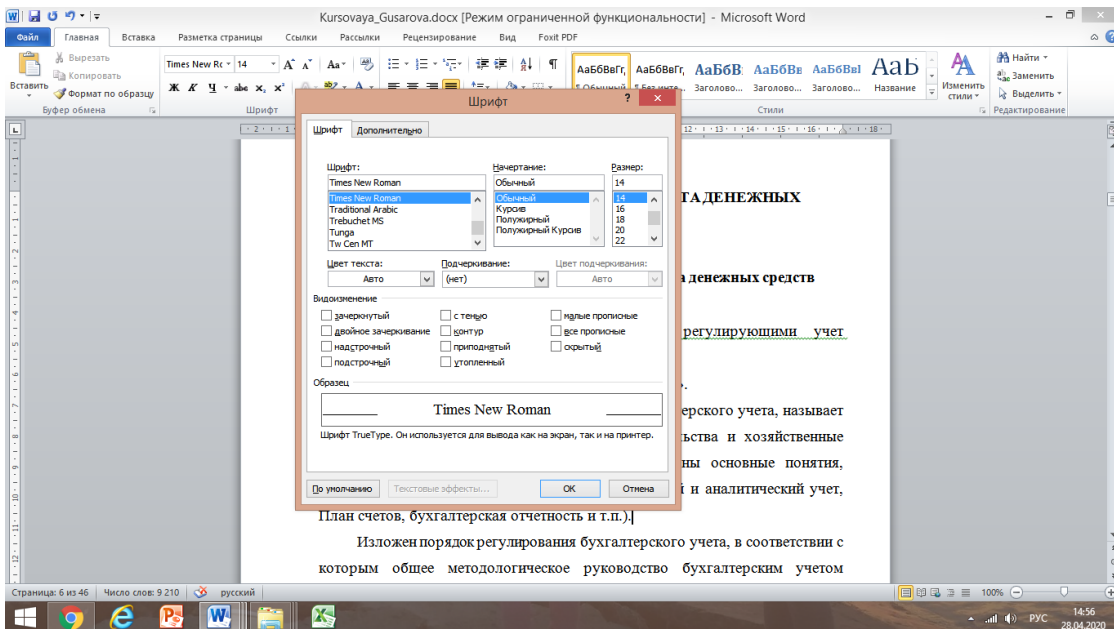 Kursovaya_Gusarova.docx [Режим ограниченной функциональности] - Microsoft Word
Файл Главная Вставка Разметка страницы Ссылки Рассылки Рецензирование Вид Foxit PDF
Вставить
Вырезать
Копировать
Формат по образцу
Буфер обмена
Times New Rc 14
Ж К Ч abc x₂ x²
Шрифт
АаБбВвГг, АаБбВвГг, АаБбВ АаБбВв АаБбВвІ АаЬ
¶ Обычный ¶ Без инте... Заголово... Заголово... Заголово... Название
Стили
Изменить стили
Найти
Заменить
Выделить
Редактирование
Шрифт ?
Шрифт Дополнительно
Шрифт: Начертание: Размер:
Times New Roman Обычный 14
Times New Roman Обычный 14
Traditional Arabic Курсив 16
Trebuchet MS Полужирный 18
Tunga Полужирный Курсив 20
Tw Cen MT 22
Цвет текста: Подчеркивание: Цвет подчеркивания:
Авто (нет) Авто
Видоизменение
зачеркнутый с тенью малые прописные
двойное зачеркивание контур все прописные
надстрочный приподнятый скрытый
подстрочный утопленный
Образец
Times New Roman
Шрифт TrueType. Он используется для вывода как на экран, так и на принтер.
По умолчанию Текстовые эффекты... ОК Отмена
ТА ДЕНЕЖНЫХ
денежных средств
регулирующими учет
ерского учета, называет
ства и хозяйственные
ны основные понятия,
и аналитический учет,
План счетов, бухгалтерская отчетность и т.п.).
Изложен порядок регулирования бухгалтерского учета, в соответствии с
которым общее методологическое руководство бухгалтерским учетом
Страница: 6 из 46 Число слов: 9 210 русский 100%
РУС 14:56
28.04.2020